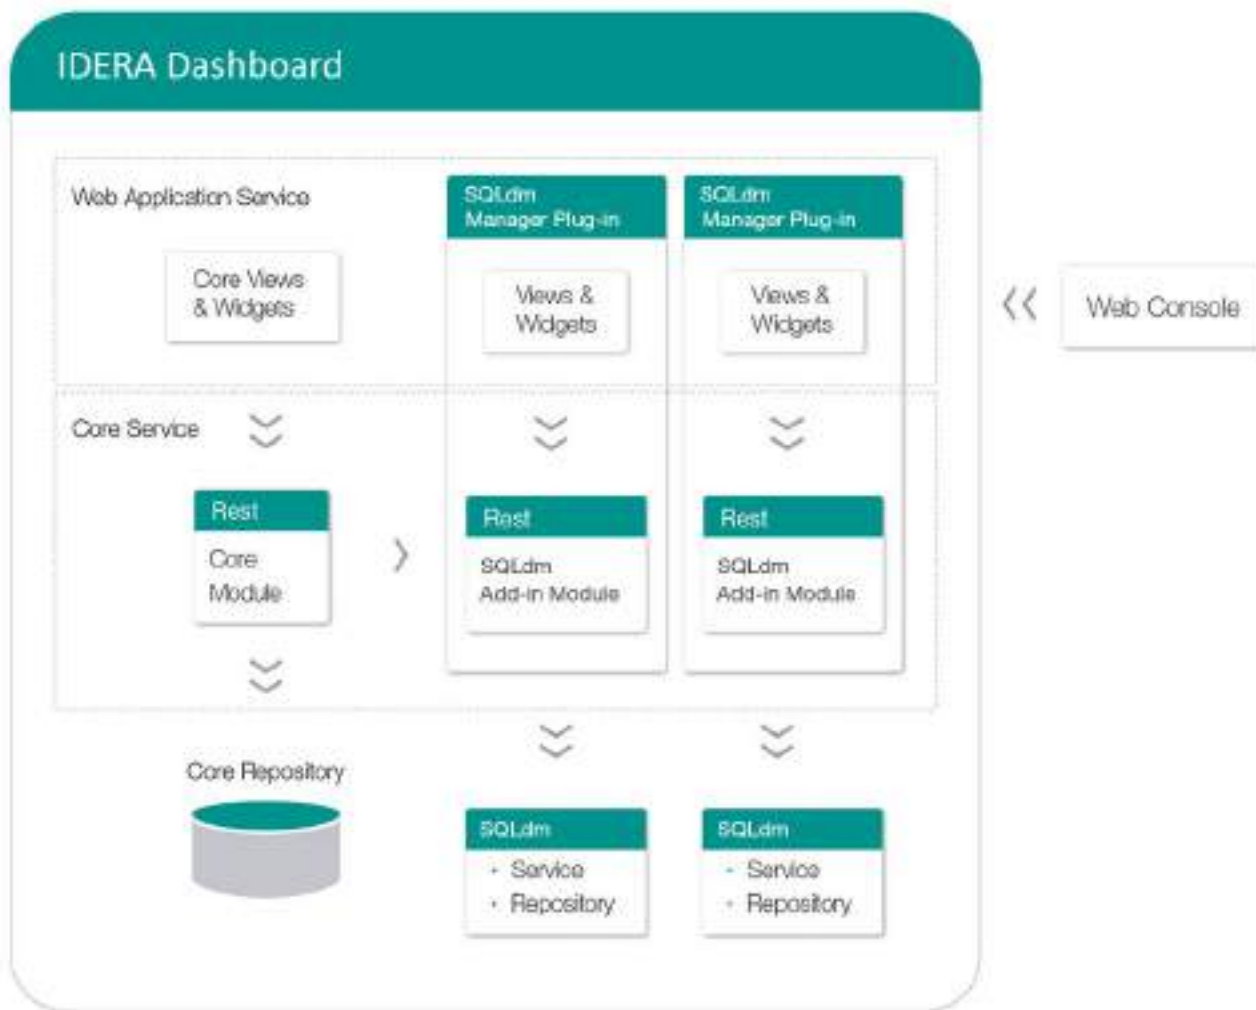 IDERA Dashboard
Web Application Service
Core Views
& Widgets
SQLdm
Manager Plug-in
Views &
Widgets
SQLdm
Manager Plug-in
Views &
Widgets
Web Console
Core Service
Rest
Core
Module
Rest
SQLdm
Add-in Module
Rest
SQLdm
Add-in Module
Core Repository
SQLdm
• Service
• Repository
SQLdm
• Service
• Repository